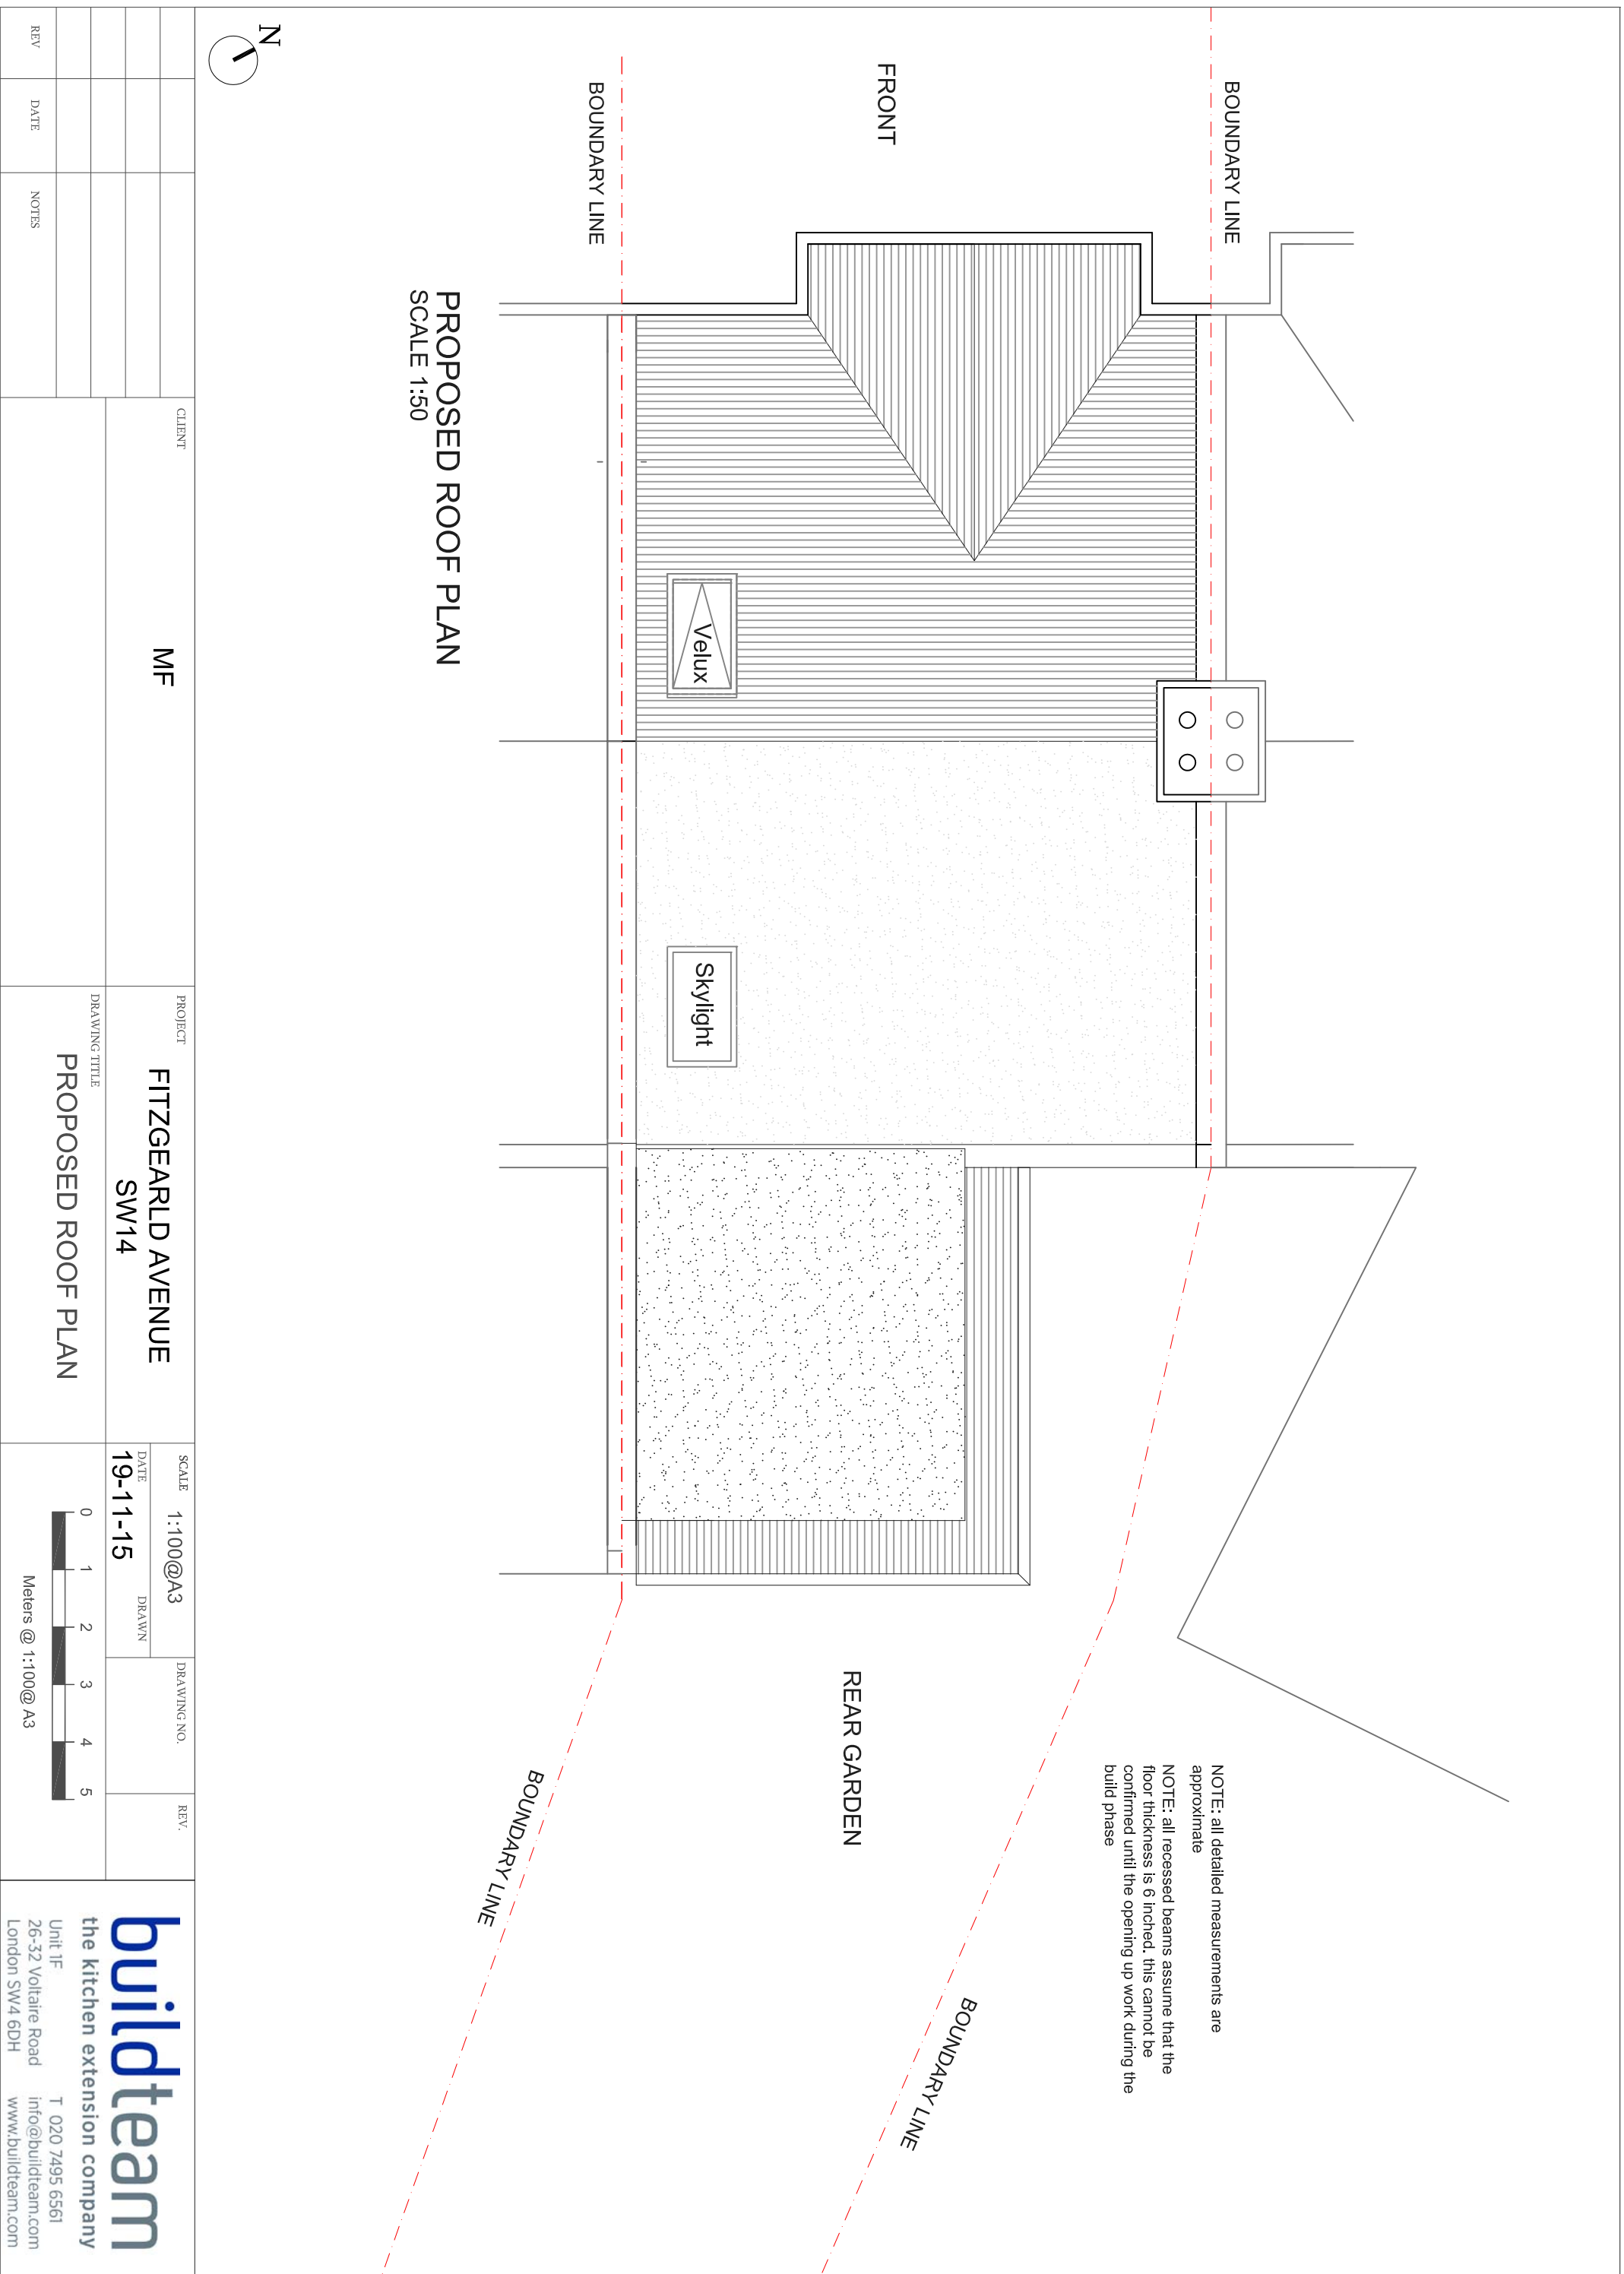 BOUNDARY LINE
FRONT
BOUNDARY LINE
N
PROPOSED ROOF PLAN
SCALE 1:50
Velux
Skylight
REAR GARDEN
BOUNDARY LINE
BOUNDARY LINE
NOTE: all detailed measurements are
approximate
NOTE: all recessed beams assume that the
floor thickness is 6 inched. this cannot be
confirmed until the opening up work during the
build phase
REV
DATE
NOTES
CLIENT
MF
PROJECT
FITZGEARLD AVENUE
SW14
DRAWING TITLE
PROPOSED ROOF PLAN
SCALE
1:100@A3
DATE
19-11-15
DRAWN
DRAWING NO.
REV.
0 1 2 3 4 5
Meters @ 1:100@ A3
buildteam
the kitchen extension company
Unit 1F T 020 7495 6561
26-32 Voltaire Road info@buildteam.com
London SW4 6DH www.buildteam.com